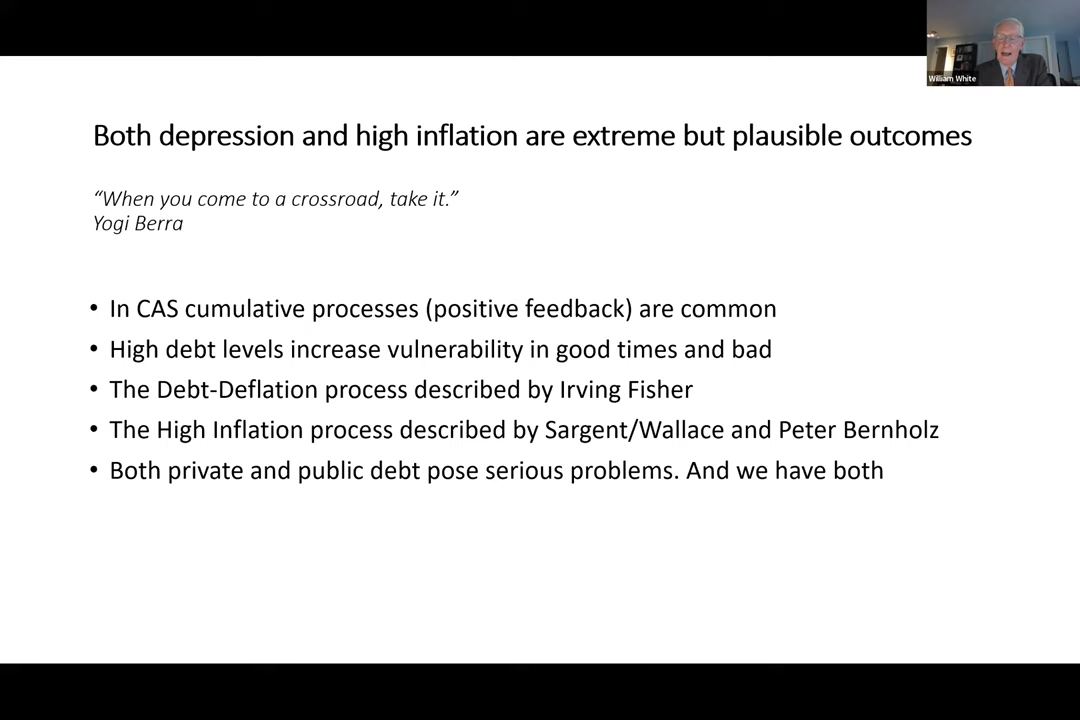 William White
Both depression and high inflation are extreme but plausible outcomes
“When you come to a crossroad, take it.”
Yogi Berra
• In CAS cumulative processes (positive feedback) are common
• High debt levels increase vulnerability in good times and bad
• The Debt-Deflation process described by Irving Fisher
• The High Inflation process described by Sargent/Wallace and Peter Bernholz
• Both private and public debt pose serious problems. And we have both